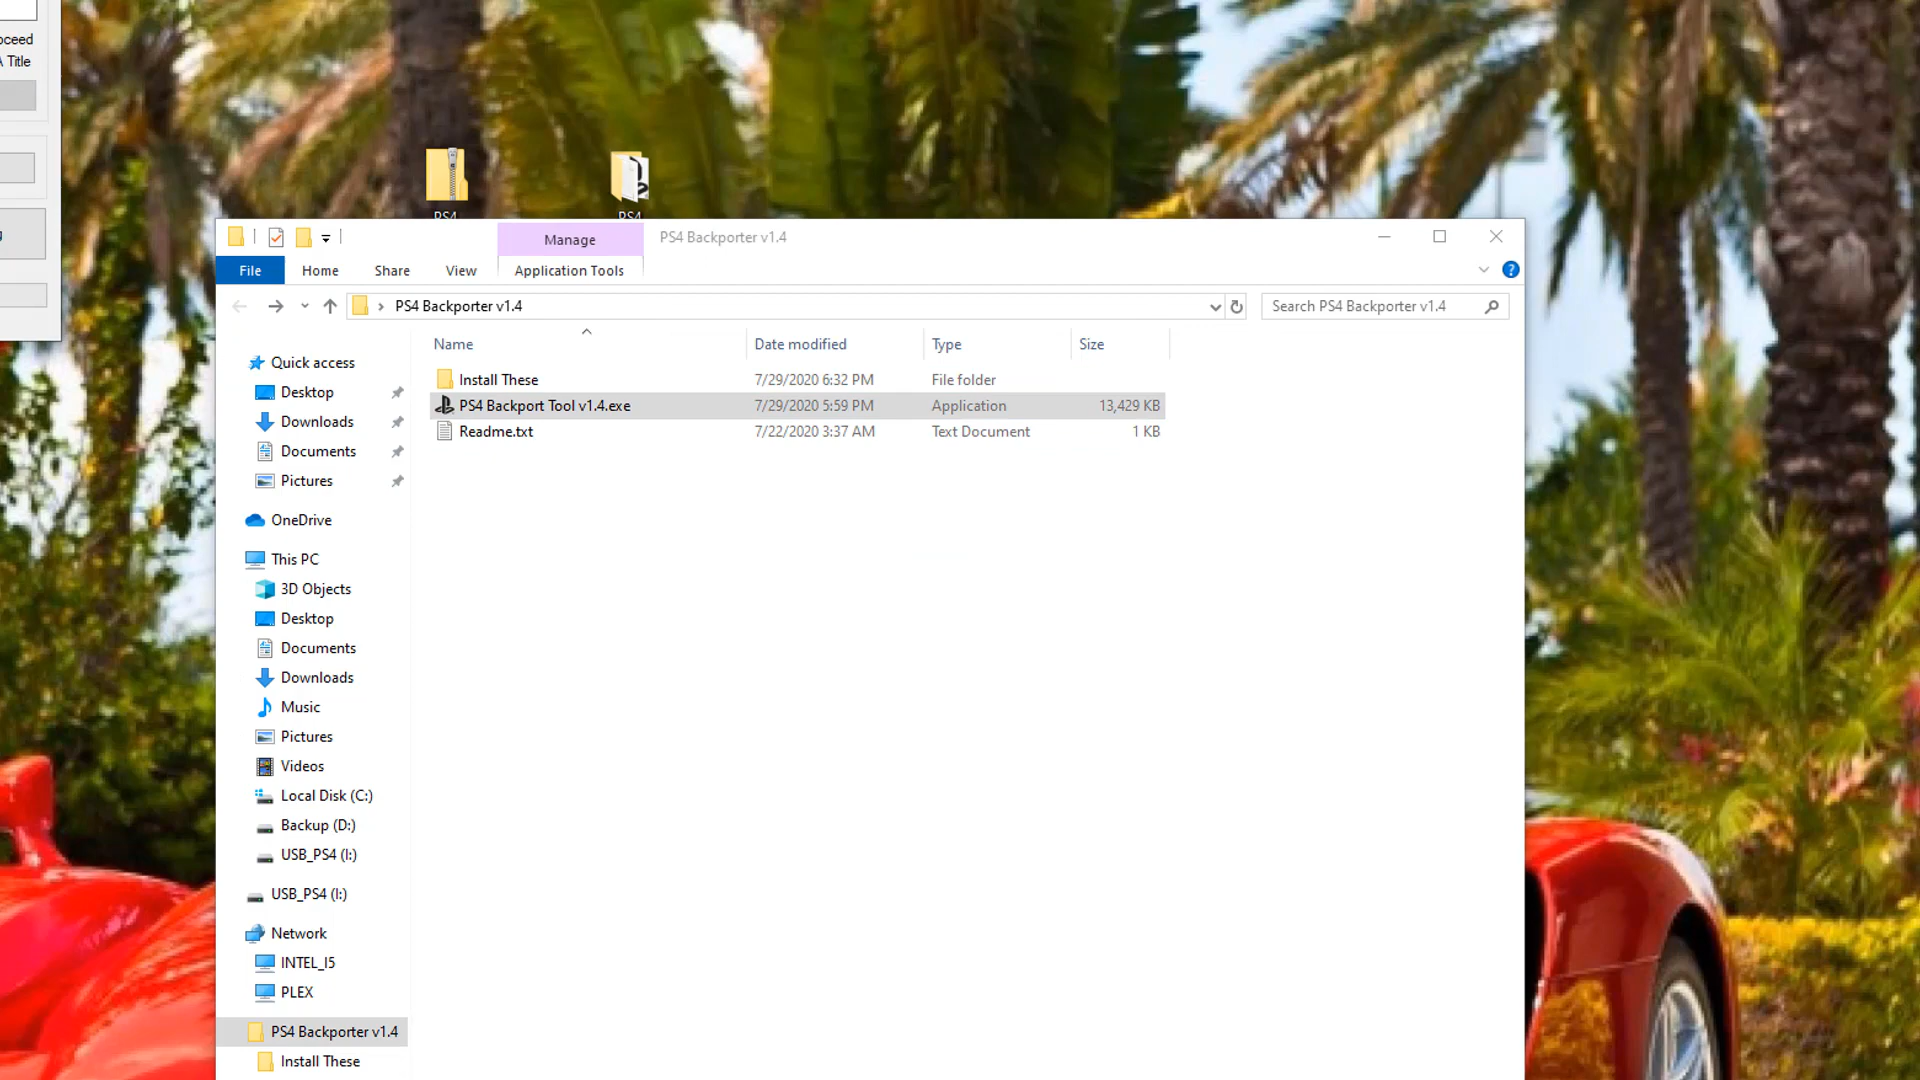 oceed
A Title
PS4
PS4
Manage
PS4 Backporter v1.4
File
Home
Share
View
Application Tools
?
PS4 Backporter v1.4
Search PS4 Backporter v1.4
Name
Date modified
Type
Size
Install These
7/29/2020 6:32 PM
File folder
PS4 Backport Tool v1.4.exe
7/29/2020 5:59 PM
Application
13,429 KB
Readme.txt
7/22/2020 3:37 AM
Text Document
1 KB
Quick access
Desktop
Downloads
Documents
Pictures
OneDrive
This PC
3D Objects
Desktop
Documents
Downloads
Music
Pictures
Videos
Local Disk (C:)
Backup (D:)
USB_PS4 (I:)
USB_PS4 (I:)
Network
INTEL_I5
PLEX
PS4 Backporter v1.4
Install These